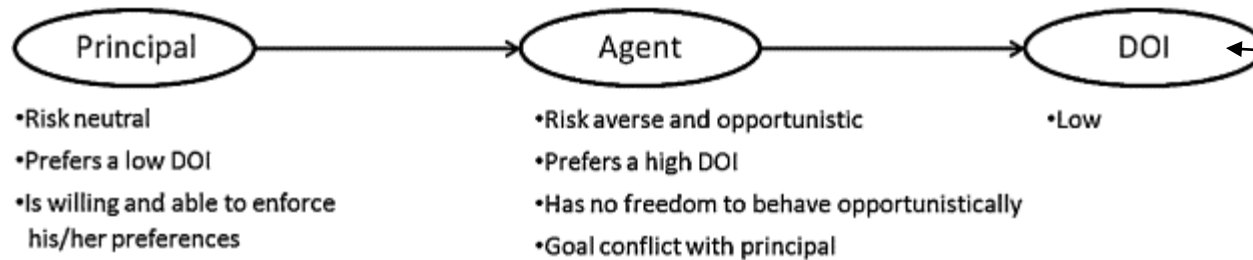 Principal
Agent
DOI
•Risk neutral
•Prefers a low DOI
•Is willing and able to enforce
his/her preferences
•Risk averse and opportunistic
•Prefers a high DOI
•Has no freedom to behave opportunistically
•Goal conflict with principal
•Low